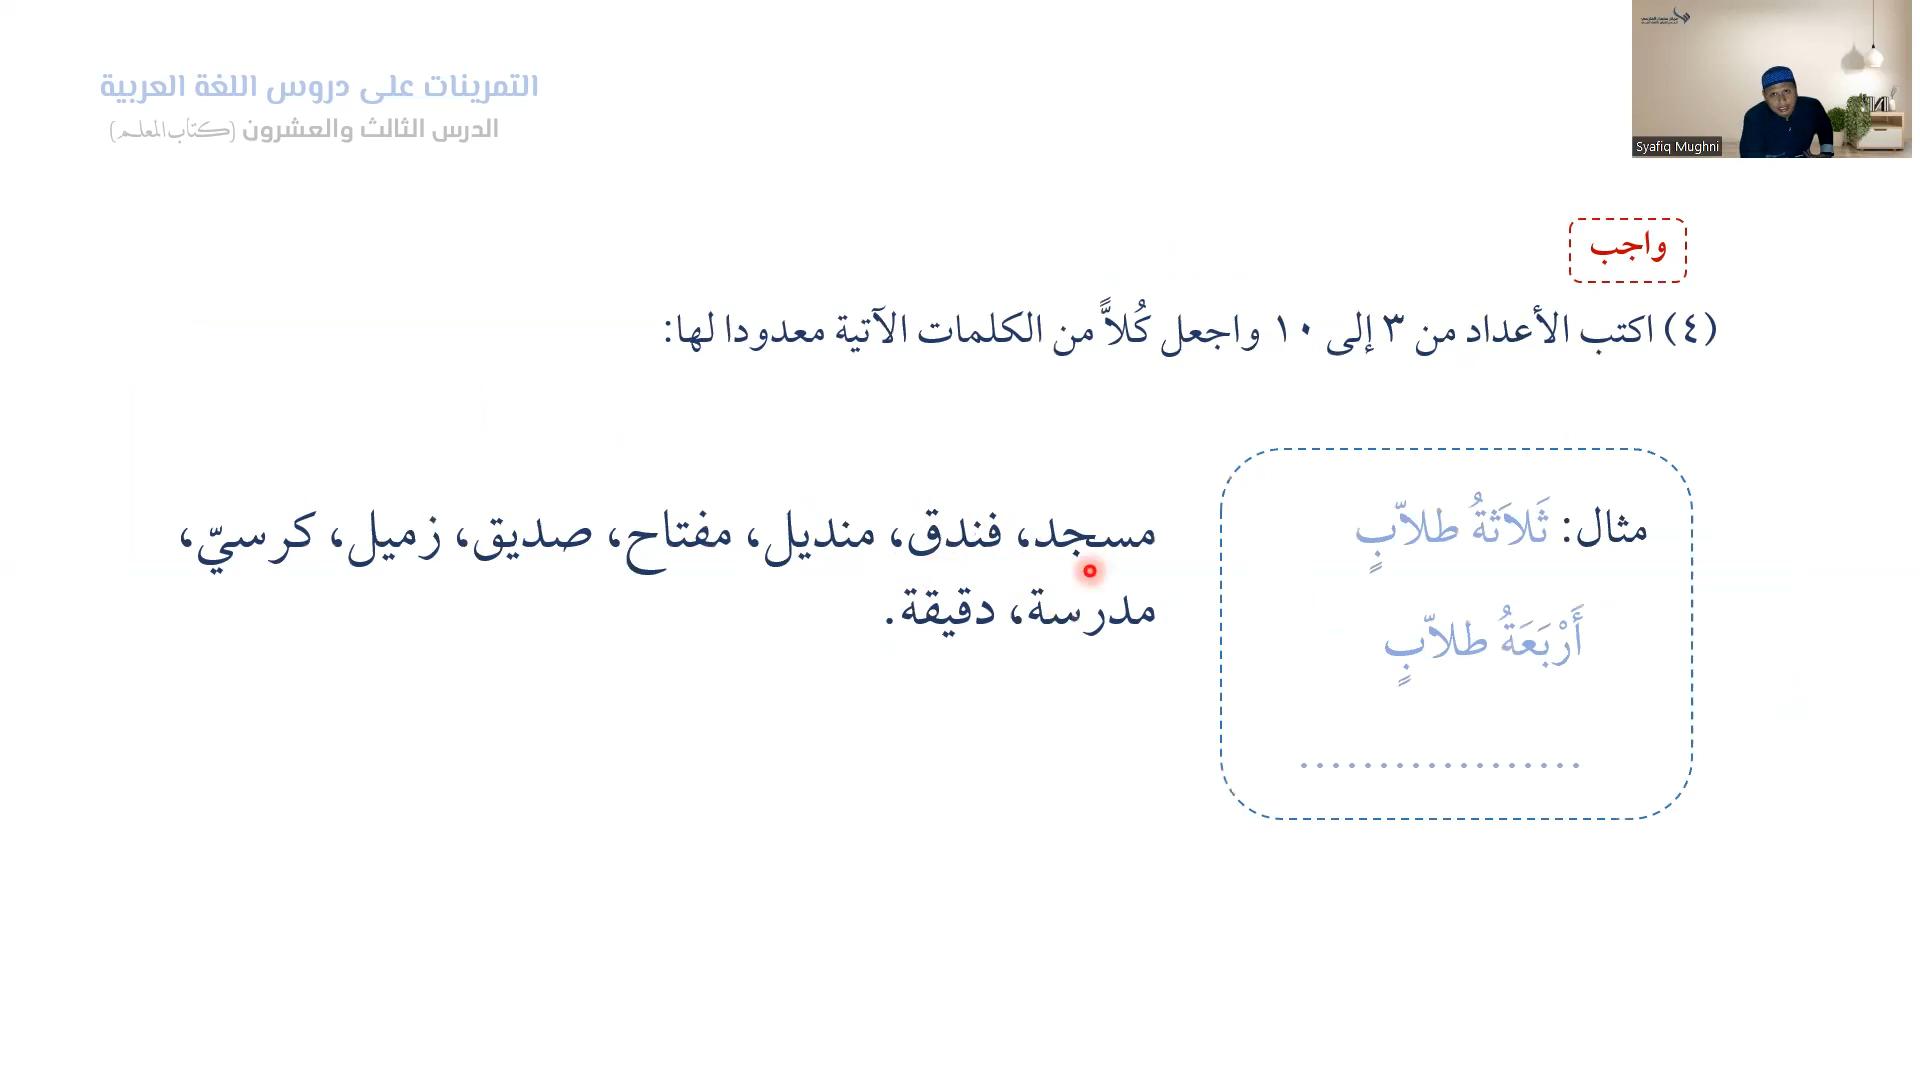 التمرينات على دروس اللغة العربية
الدرس الثالث والعشرون (كتاب المعلم)
Syafiq Mughni
واجب
(٤) اكتب الأعداد من ٣ إلى ١٠ واجعل كُلاًّ من الكلمات الآتية معدودا لها:
مثال: ثَلاَثَةُ طلاّبٍ
أَرْبَعَةُ طلاّبٍ
..................
مسجد، فندق، منديل، مفتاح، صديق، زميل، كرسيّ،
مدرسة، دقيقة.